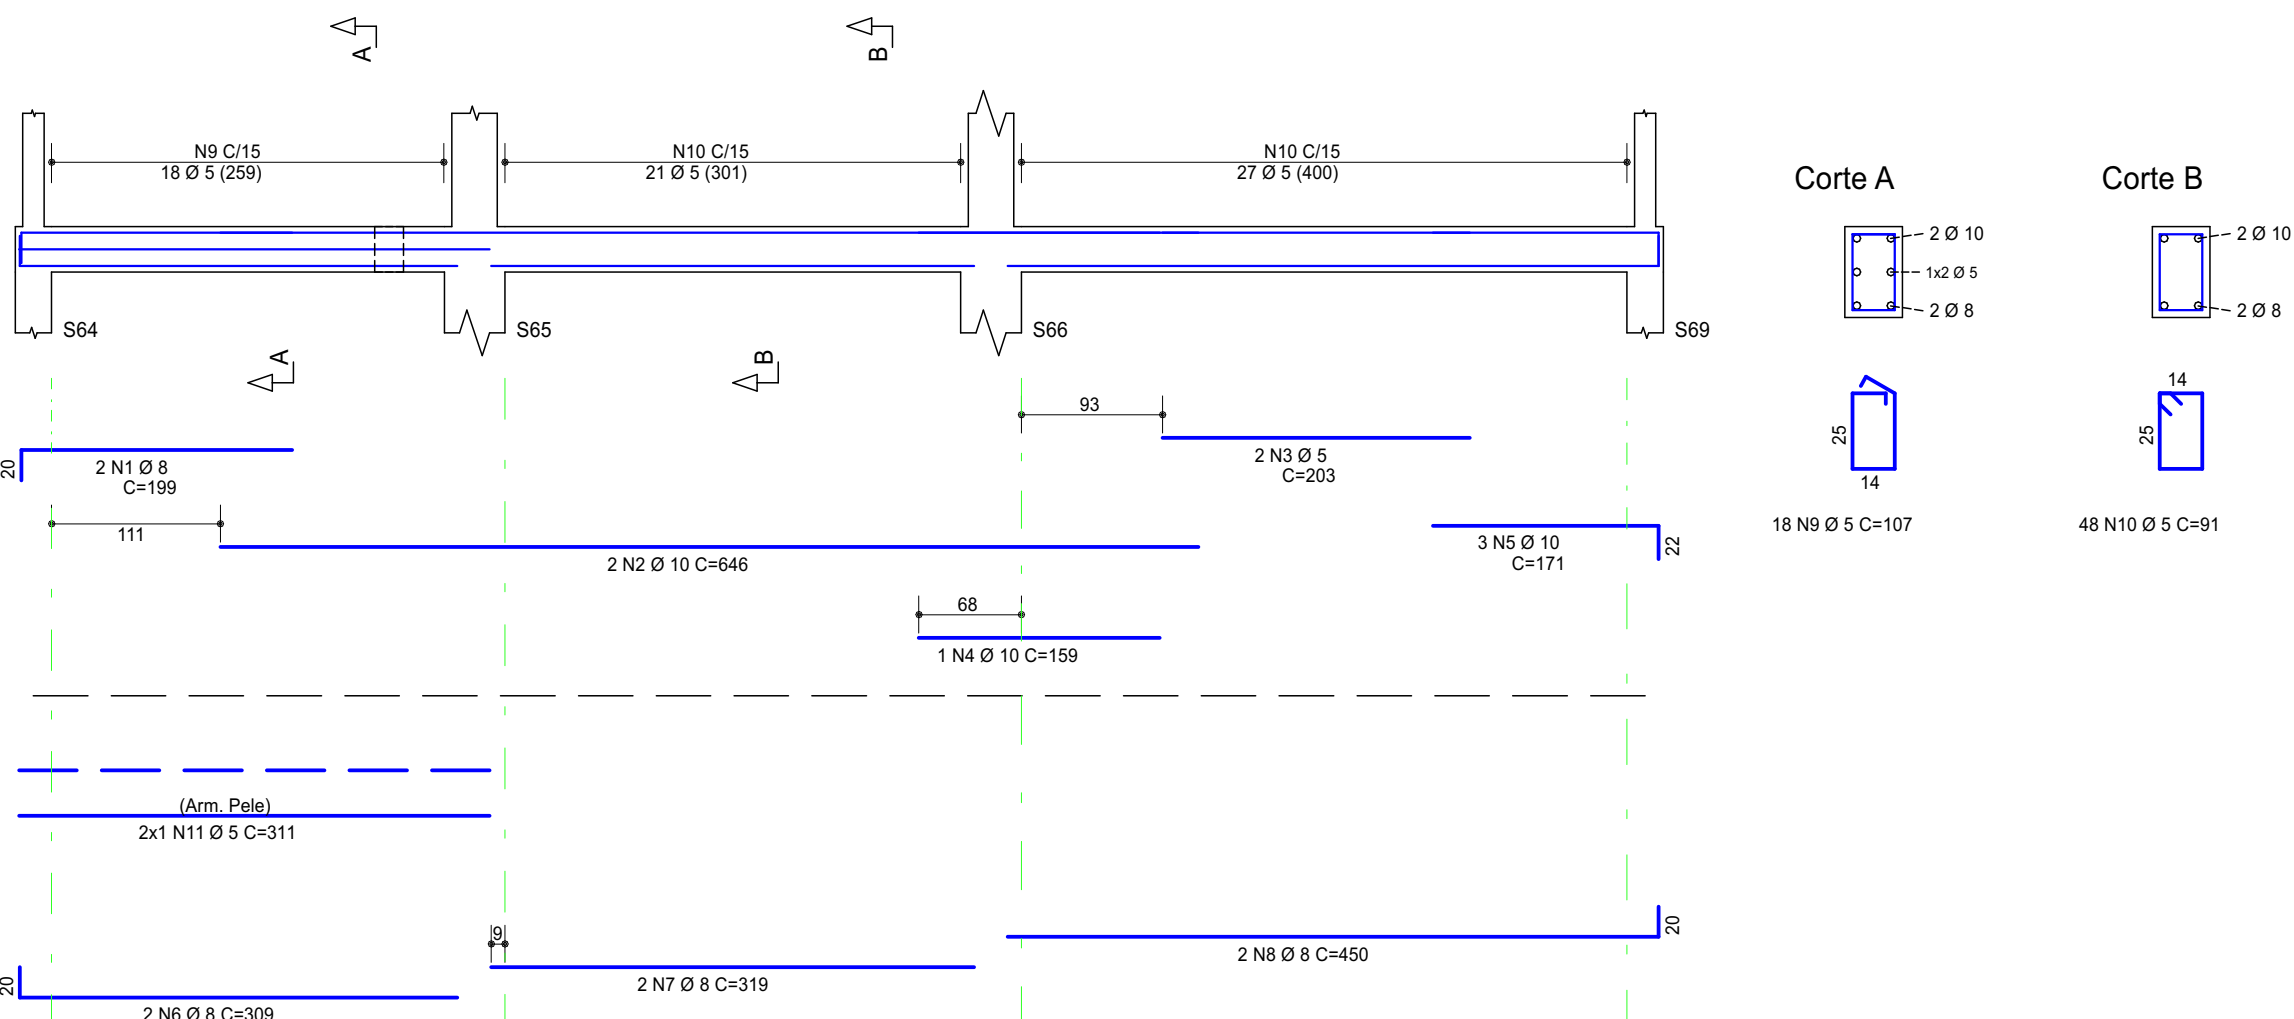 A
B
N9 C/15
18 Ø 5 (259)
N10 C/15
21 Ø 5 (301)
N10 C/15
27 Ø 5 (400)
Corte A
Corte B
2 Ø 10
1x2 Ø 5
2 Ø 8
2 Ø 10
2 Ø 8
S64
S65
S66
S69
A
B
93
14
25
25
14
20
2 N1 Ø 8
C=199
2 N3 Ø 5
C=203
18 N9 Ø 5 C=107
48 N10 Ø 5 C=91
111
2 N2 Ø 10 C=646
3 N5 Ø 10
C=171
22
68
1 N4 Ø 10 C=159
(Arm. Pele)
2x1 N11 Ø 5 C=311
9
20
2 N8 Ø 8 C=450
2 N7 Ø 8 C=319
20
2 N6 Ø 8 C=309